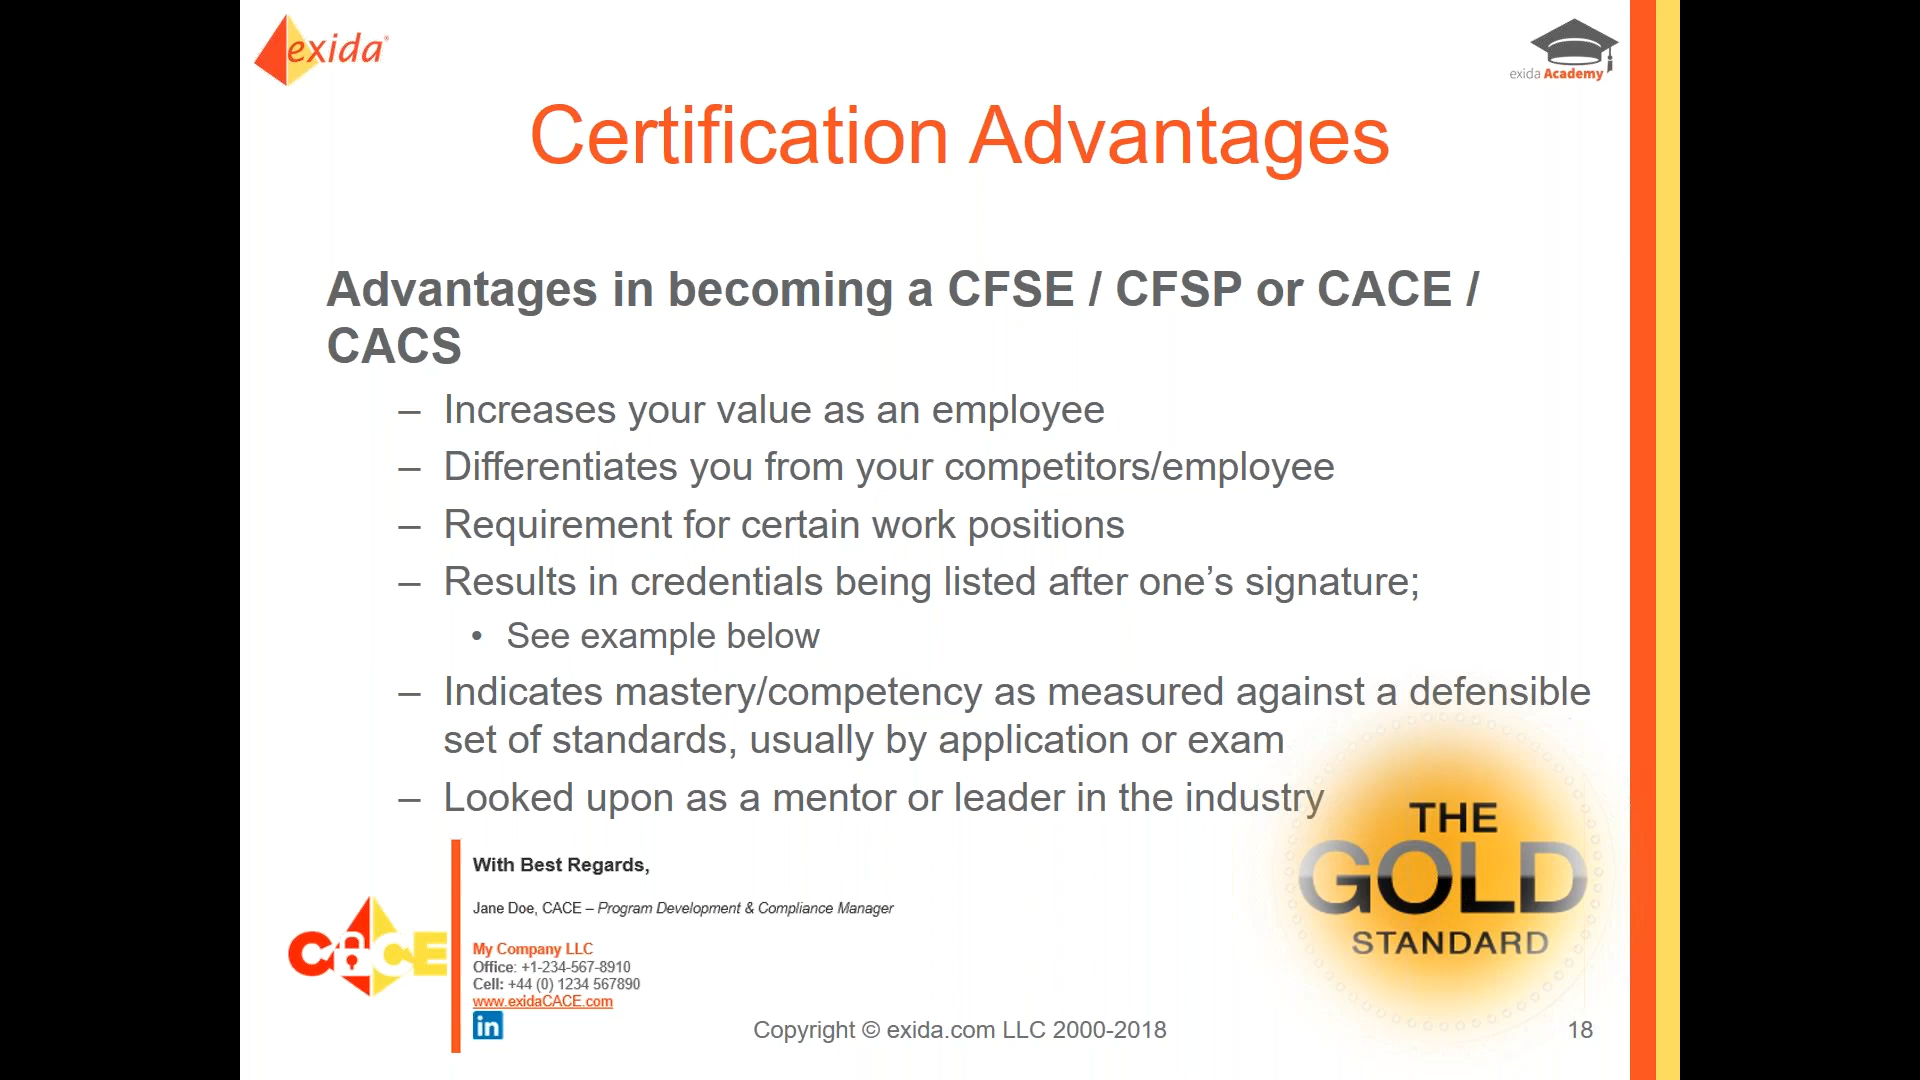 exida®
exida Academy
Certification Advantages
Advantages in becoming a CFSE / CFSP or CACE /
CACS
– Increases your value as an employee
– Differentiates you from your competitors/employee
– Requirement for certain work positions
– Results in credentials being listed after one’s signature;
• See example below
– Indicates mastery/competency as measured against a defensible
set of standards, usually by application or exam
– Looked upon as a mentor or leader in the industry
CACE
With Best Regards,
Jane Doe, CACE – Program Development & Compliance Manager
My Company LLC
Office: +1-234-567-8910
Cell: +44 (0) 1234 567890
www.exidaCACE.com
in
THE
GOLD
STANDARD
Copyright © exida.com LLC 2000-2018
18